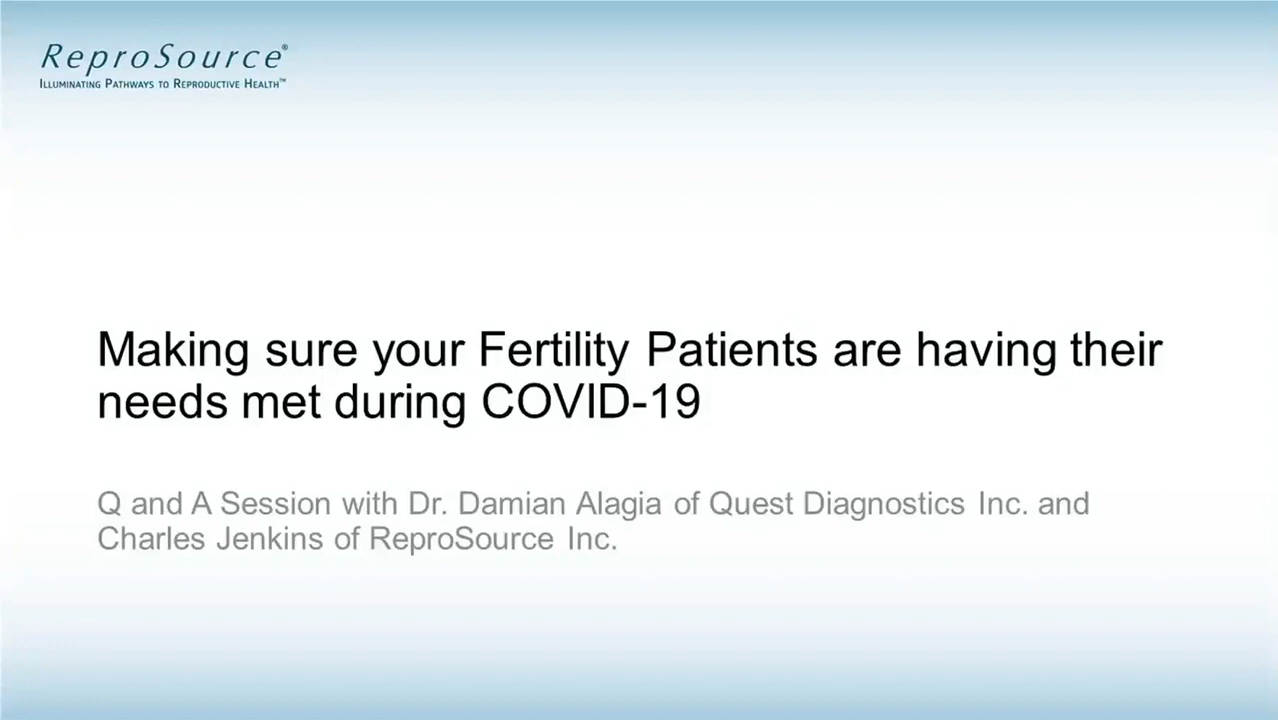 ReproSource®
Illuminating Pathways to Reproductive Health™
Making sure your Fertility Patients are having their
needs met during COVID-19
Q and A Session with Dr. Damian Alagia of Quest Diagnostics Inc. and
Charles Jenkins of ReproSource Inc.